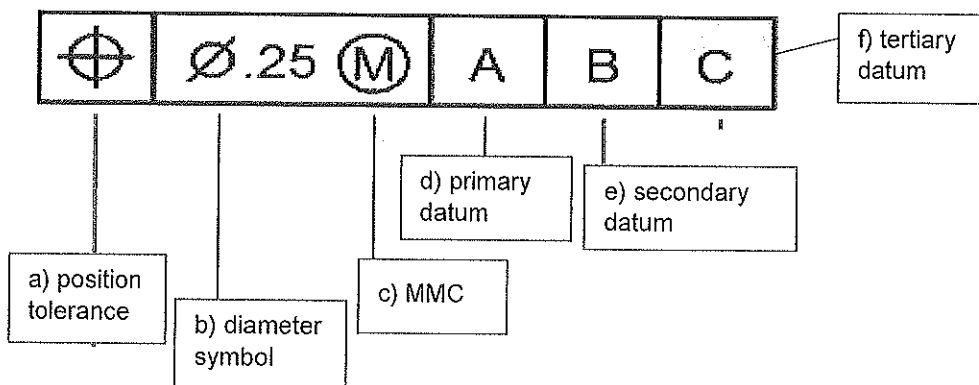 ⌖ Ø.25 Ⓜ A B C
f) tertiary
datum
d) primary
datum
e) secondary
datum
a) position
tolerance
c) MMC
b) diameter
symbol